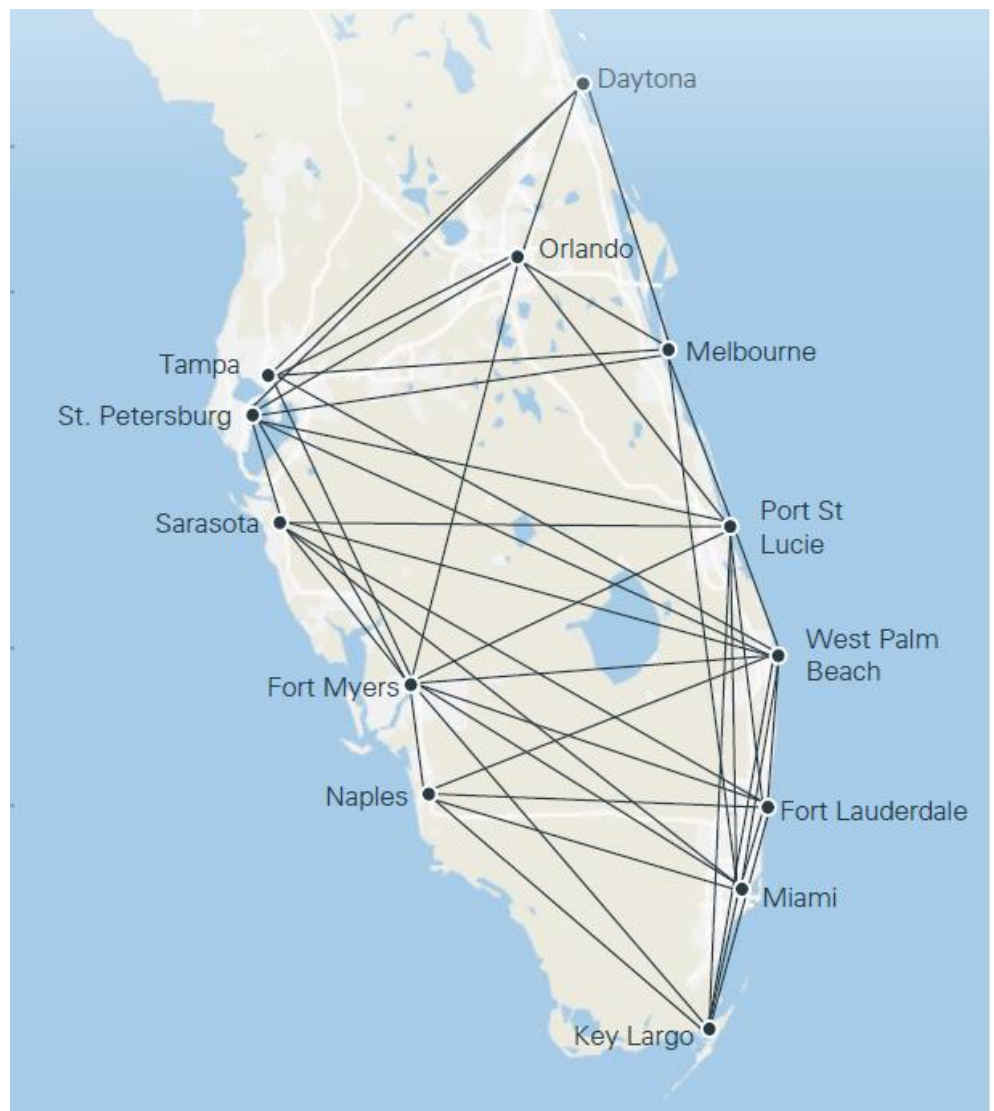 Daytona
Orlando
Melbourne
Tampa
St. Petersburg
Sarasota
Port St
Lucie
West Palm
Beach
Fort Myers
Naples
Fort Lauderdale
Miami
Key Largo